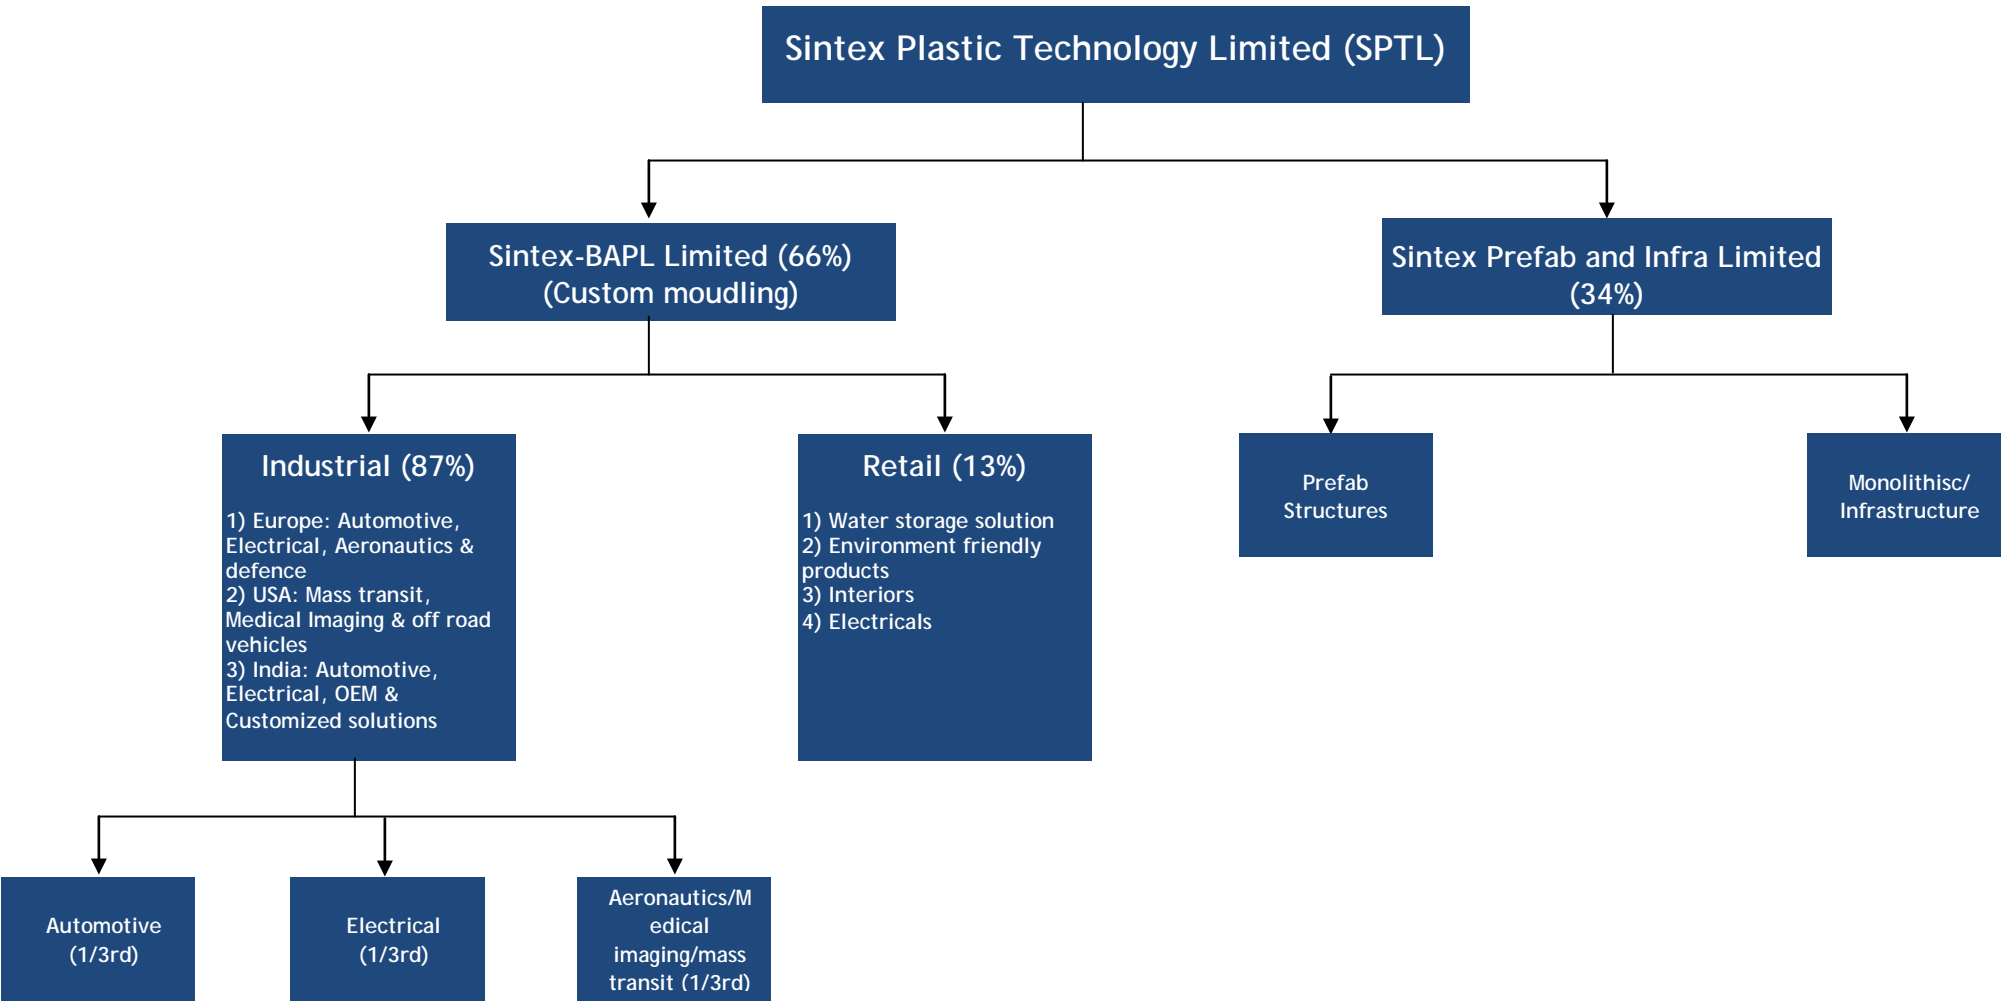 Sintex Plastic Technology Limited (SPTL)
Sintex-BAPL Limited (66%)
(Custom moudling)
Sintex Prefab and Infra Limited
(34%)
Industrial (87%)
1) Europe: Automotive,
Electrical, Aeronautics &
defence
2) USA: Mass transit,
Medical Imaging & off road
vehicles
3) India: Automotive,
Electrical, OEM &
Customized solutions
Retail (13%)
1) Water storage solution
2) Environment friendly
products
3) Interiors
4) Electricals
Prefab
Structures
Monolithisc/
Infrastructure
Automotive
(1/3rd)
Electrical
(1/3rd)
Aeronautics/M
edical
imaging/mass
transit (1/3rd)